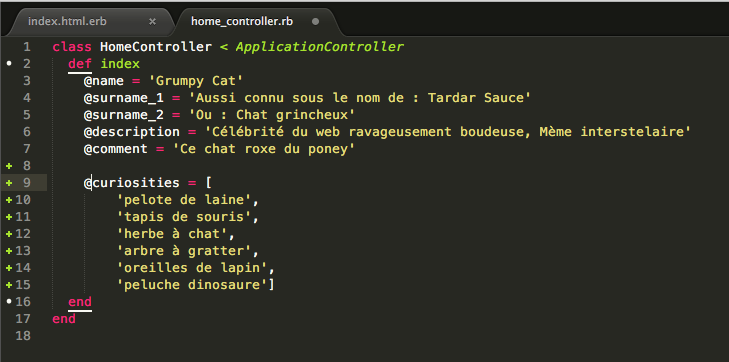 index.html.erb × home_controller.rb
1 class HomeController < ApplicationController
2 def index
3 @name = 'Grumpy Cat'
4 @surname_1 = 'Aussi connu sous le nom de : Tardar Sauce'
5 @surname_2 = 'Ou : Chat grincheux'
6 @description = 'Célébrité du web ravageusement boudeuse, Mème interstelaire'
7 @comment = 'Ce chat roxe du poney'
8
9 @curiosities = [
10 'pelote de laine',
11 'tapis de souris',
12 'herbe à chat',
13 'arbre à gratter',
14 'oreilles de lapin',
15 'peluche dinosaure']
16 end
17 end
18